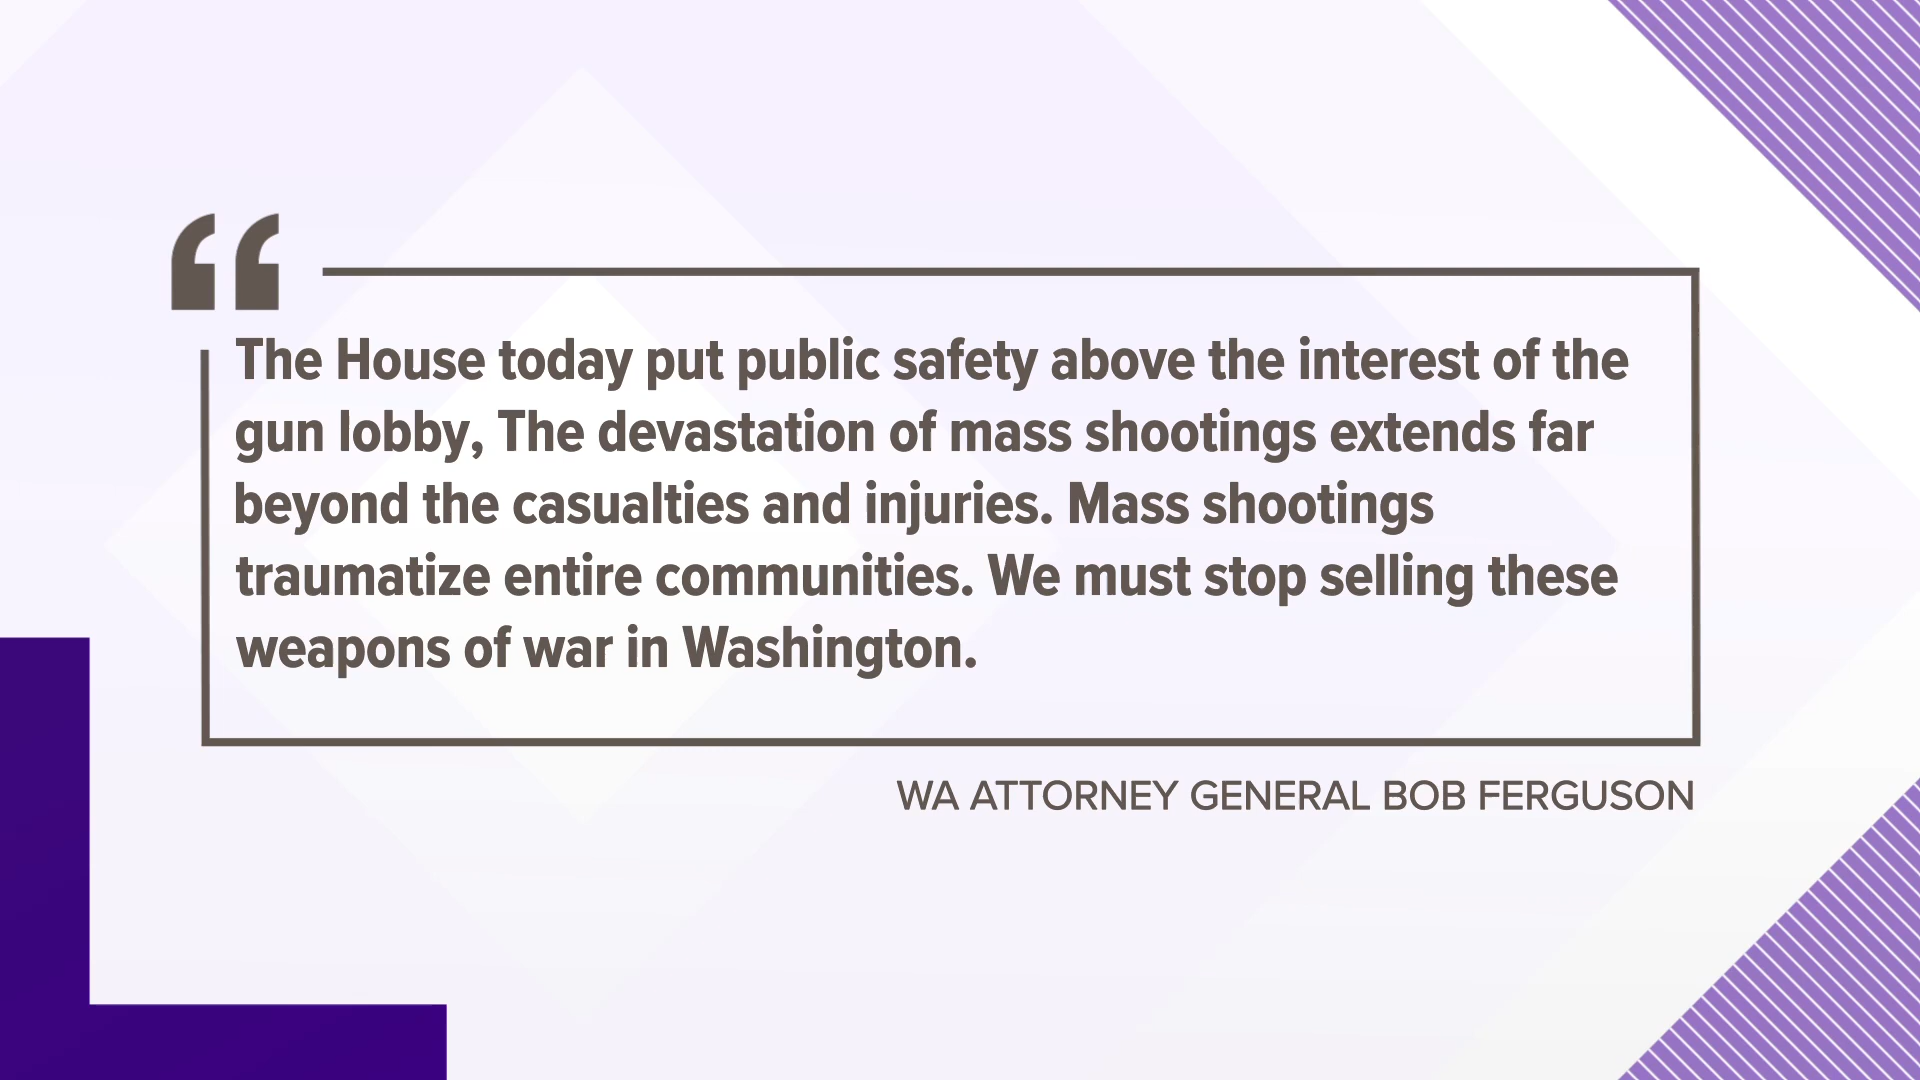 “
The House today put public safety above the interest of the
gun lobby, The devastation of mass shootings extends far
beyond the casualties and injuries. Mass shootings
traumatize entire communities. We must stop selling these
weapons of war in Washington.
WA ATTORNEY GENERAL BOB FERGUSON